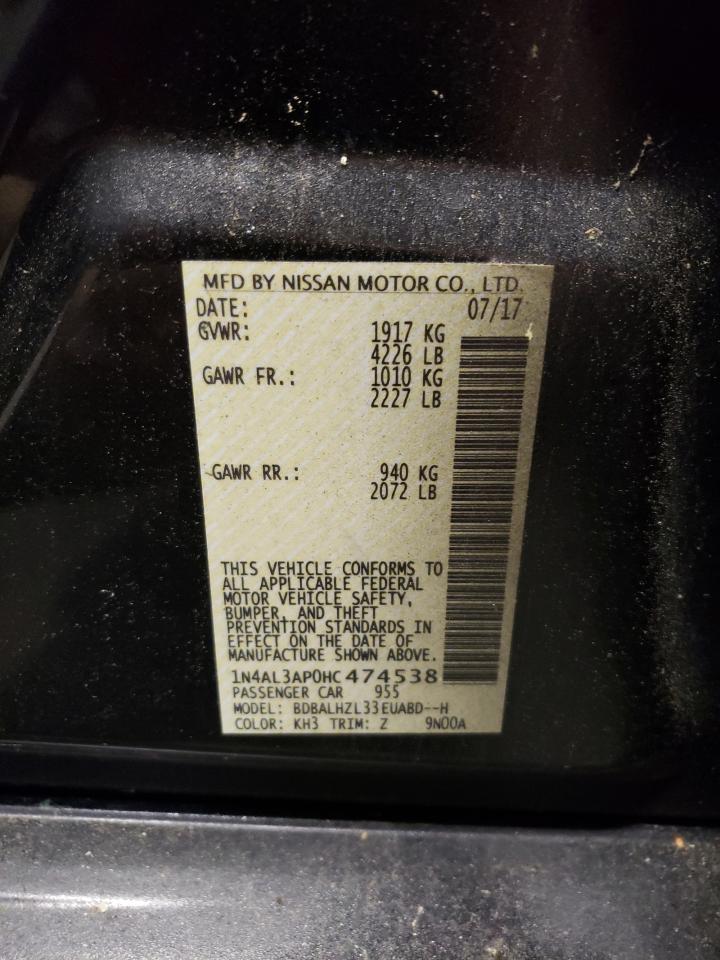 MFD BY NISSAN MOTOR CO., LTD.
DATE: 07/17
GVWR: 1917 KG
4226 LB
GAWR FR.: 1010 KG
2227 LB
GAWR RR.: 940 KG
2072 LB
THIS VEHICLE CONFORMS TO
ALL APPLICABLE FEDERAL
MOTOR VEHICLE SAFETY,
BUMPER, AND THEFT
PREVENTION STANDARDS IN
EFFECT ON THE DATE OF
MANUFACTURE SHOWN ABOVE.
1N4AL3AP0HC474538
PASSENGER CAR 955
MODEL: BDBALHZL33EUABD--H
COLOR: KH3 TRIM: Z 9N00A